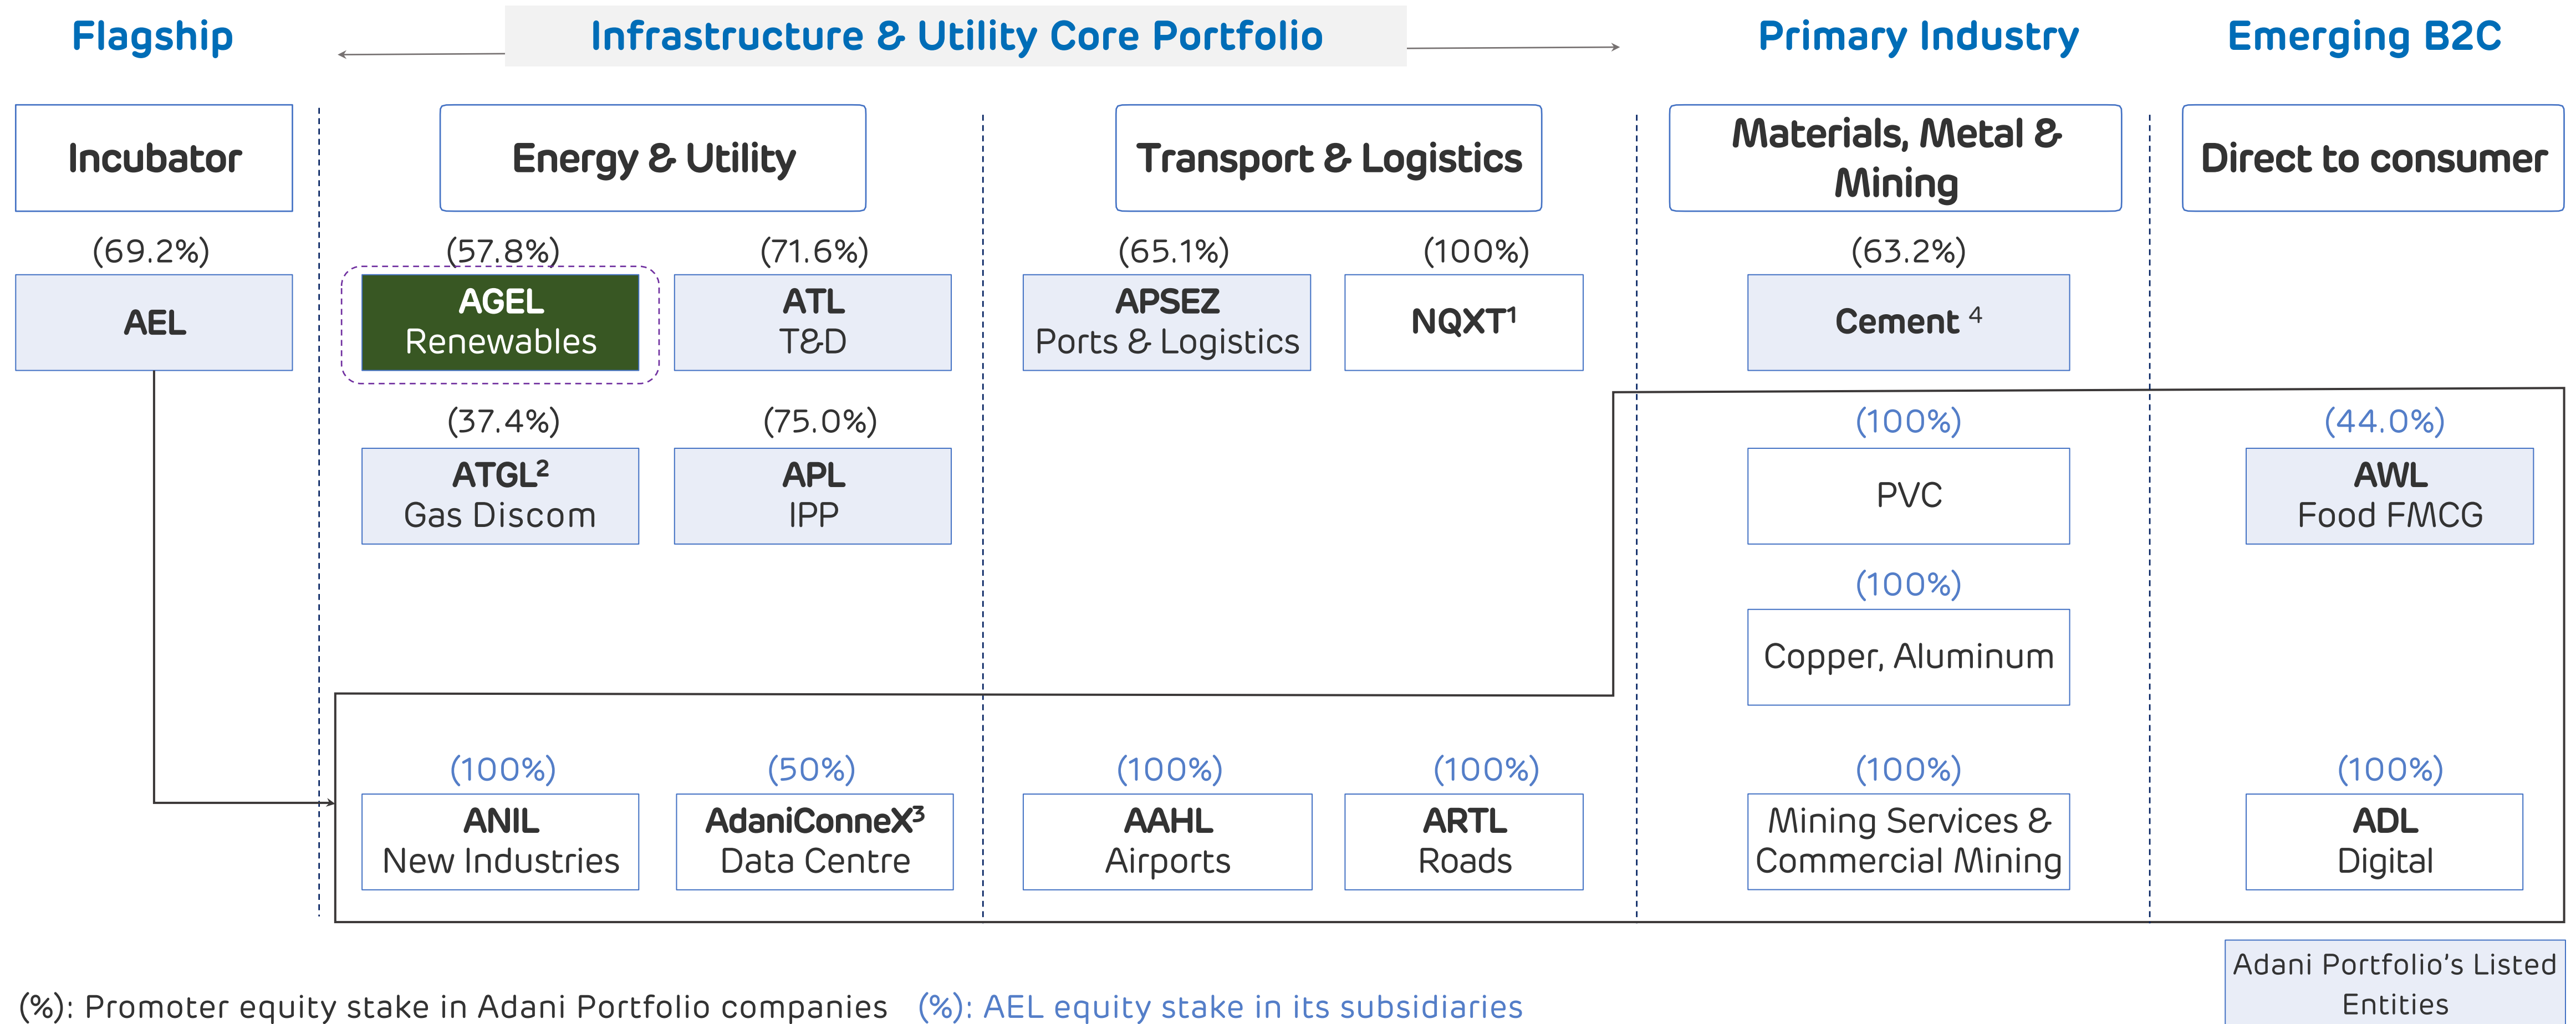 Flagship
Infrastructure & Utility Core Portfolio
Primary Industry
Emerging B2C
Incubator
Energy & Utility
Transport & Logistics
Materials, Metal &
Mining
Direct to consumer
(69.2%)
(57.8%)
(71.6%)
(65.1%)
(100%)
(63.2%)
AEL
AGEL
Renewables
ATL
T&D
APSEZ
Ports & Logistics
NQXT¹
Cement ⁴
(37.4%)
(75.0%)
(100%)
(44.0%)
ATGL²
Gas Discom
APL
IPP
PVC
AWL
Food FMCG
(100%)
Copper, Aluminum
(100%)
(50%)
(100%)
(100%)
(100%)
(100%)
ANIL
New Industries
AdaniConneX³
Data Centre
AAHL
Airports
ARTL
Roads
Mining Services &
Commercial Mining
ADL
Digital
(%): Promoter equity stake in Adani Portfolio companies
(%): AEL equity stake in its subsidiaries
Adani Portfolio's Listed
Entities